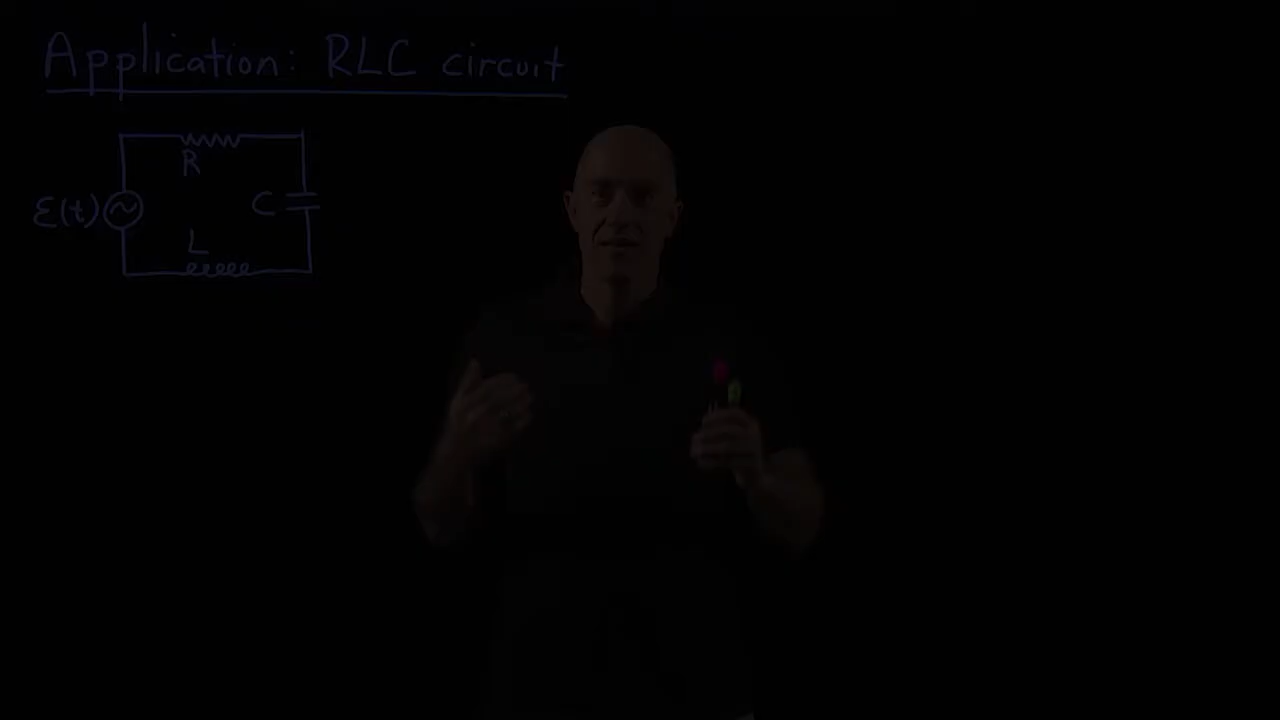 Application: RLC circuit
R
ε(t)
C
L